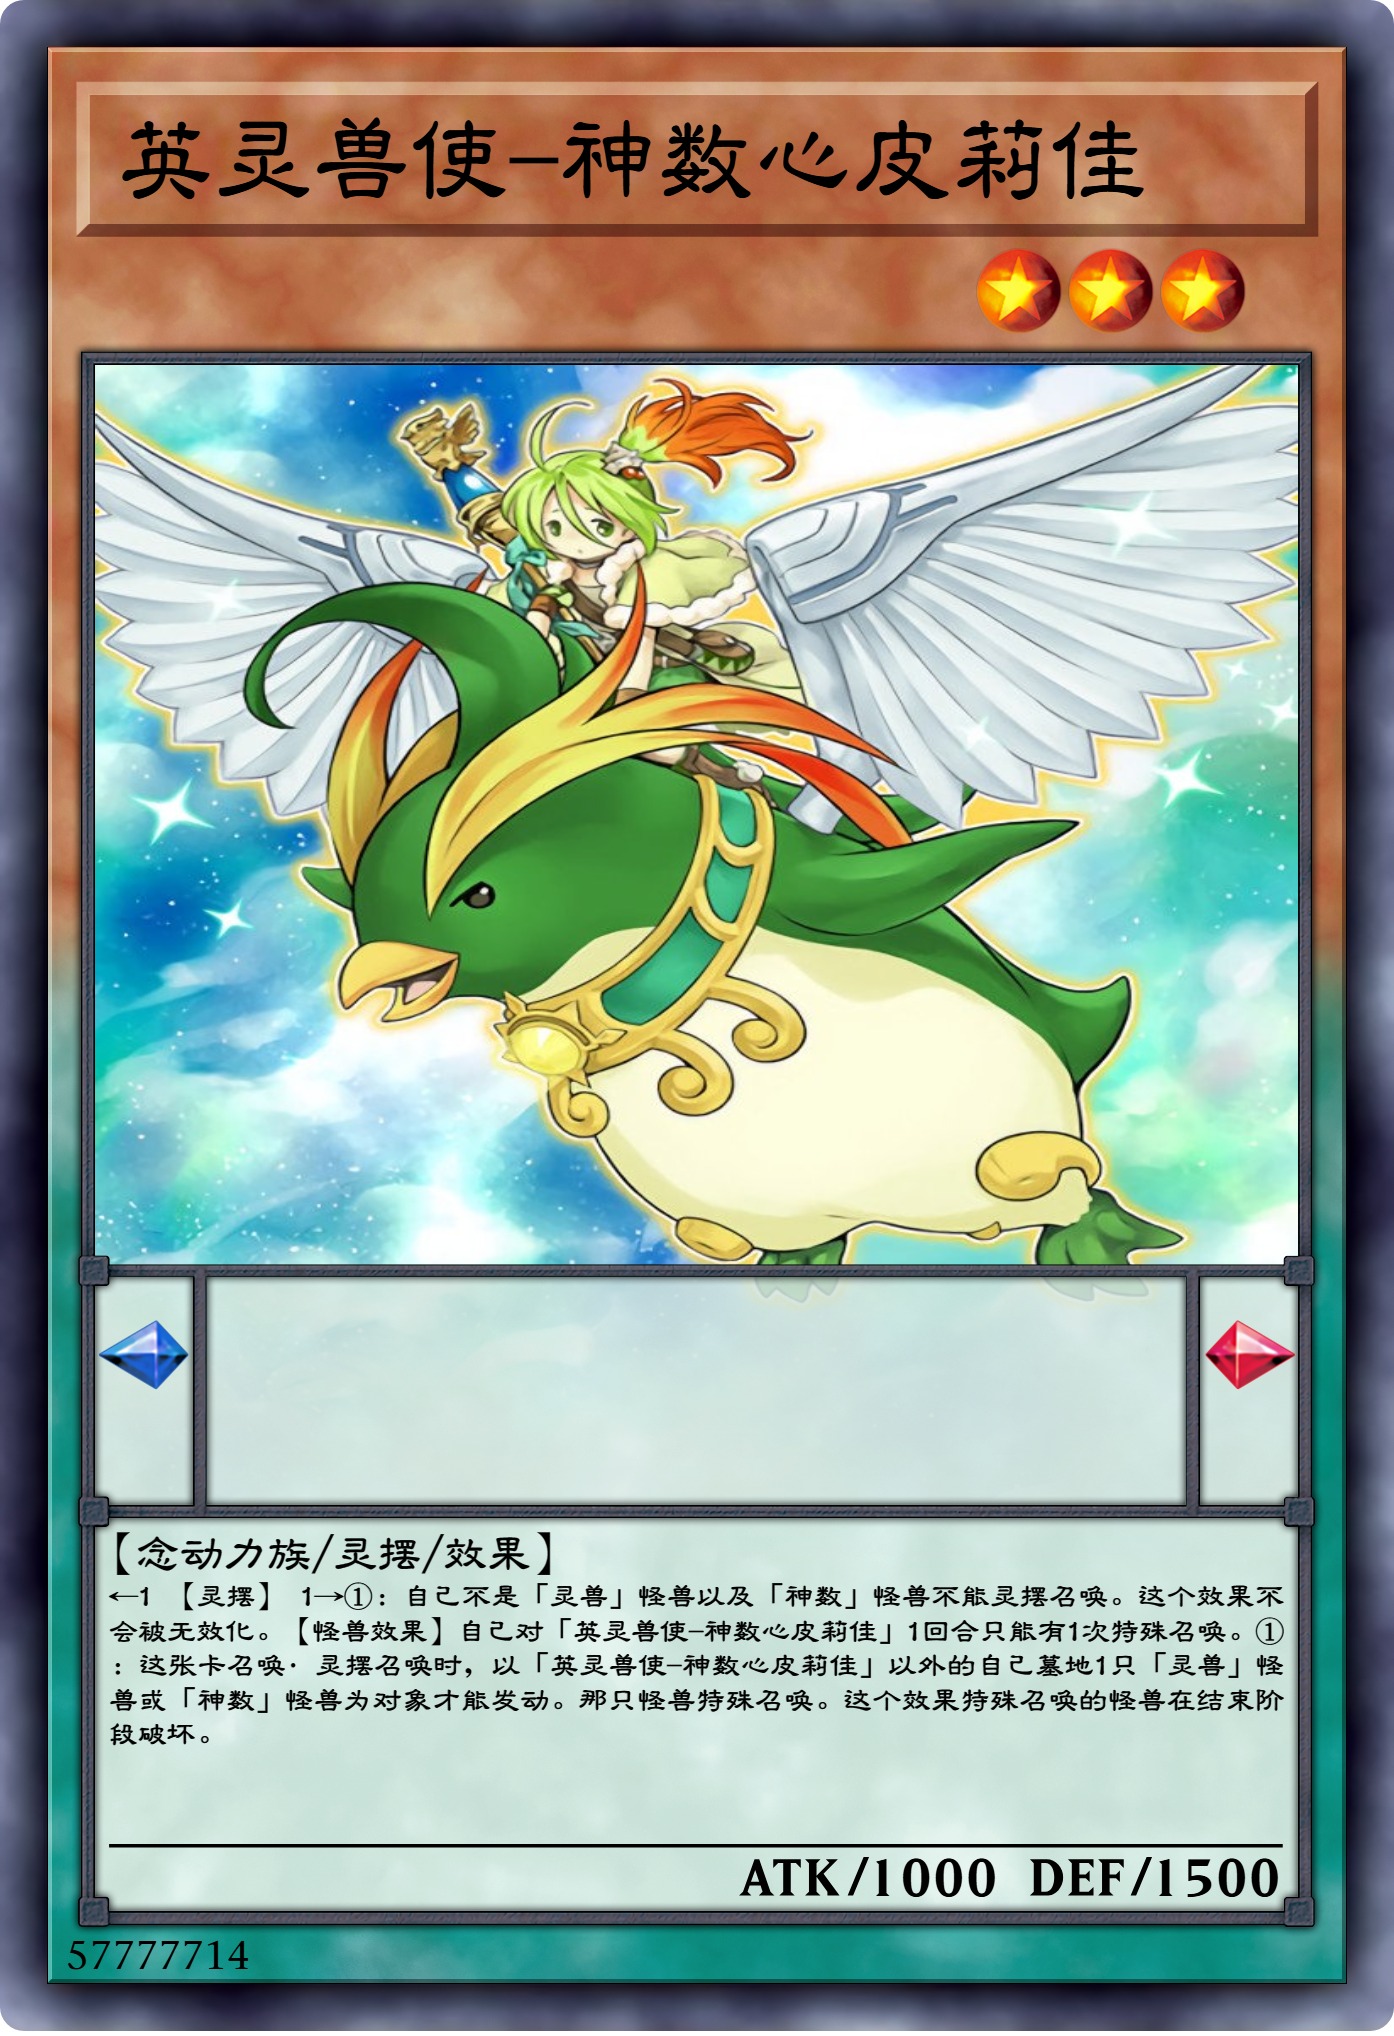 英灵兽使-神数心皮莉佳
【念动力族/灵摆/效果】
←1 【灵摆】 1→①：自己不是「灵兽」怪兽以及「神数」怪兽不能灵摆召唤。这个效果不
会被无效化。【怪兽效果】自己对「英灵兽使-神数心皮莉佳」1回合只能有1次特殊召唤。①
：这张卡召唤·灵摆召唤时，以「英灵兽使-神数心皮莉佳」以外的自己墓地1只「灵兽」怪
兽或「神数」怪兽为对象才能发动。那只怪兽特殊召唤。这个效果特殊召唤的怪兽在结束阶
段破坏。
ATK/1000 DEF/1500
57777714